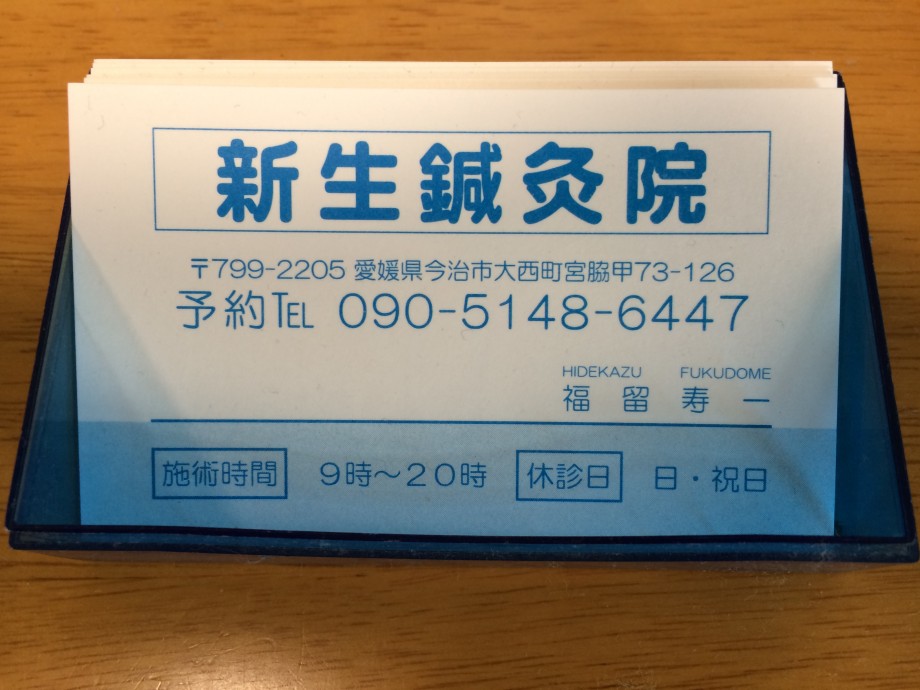 新生鍼灸院
〒799-2205 愛媛県今治市大西町宮脇甲73-126
予約TEL 090-5148-6447
HIDEKAZU FUKUDOME
福留寿一
施術時間 9時〜20時 休診日 日・祝日